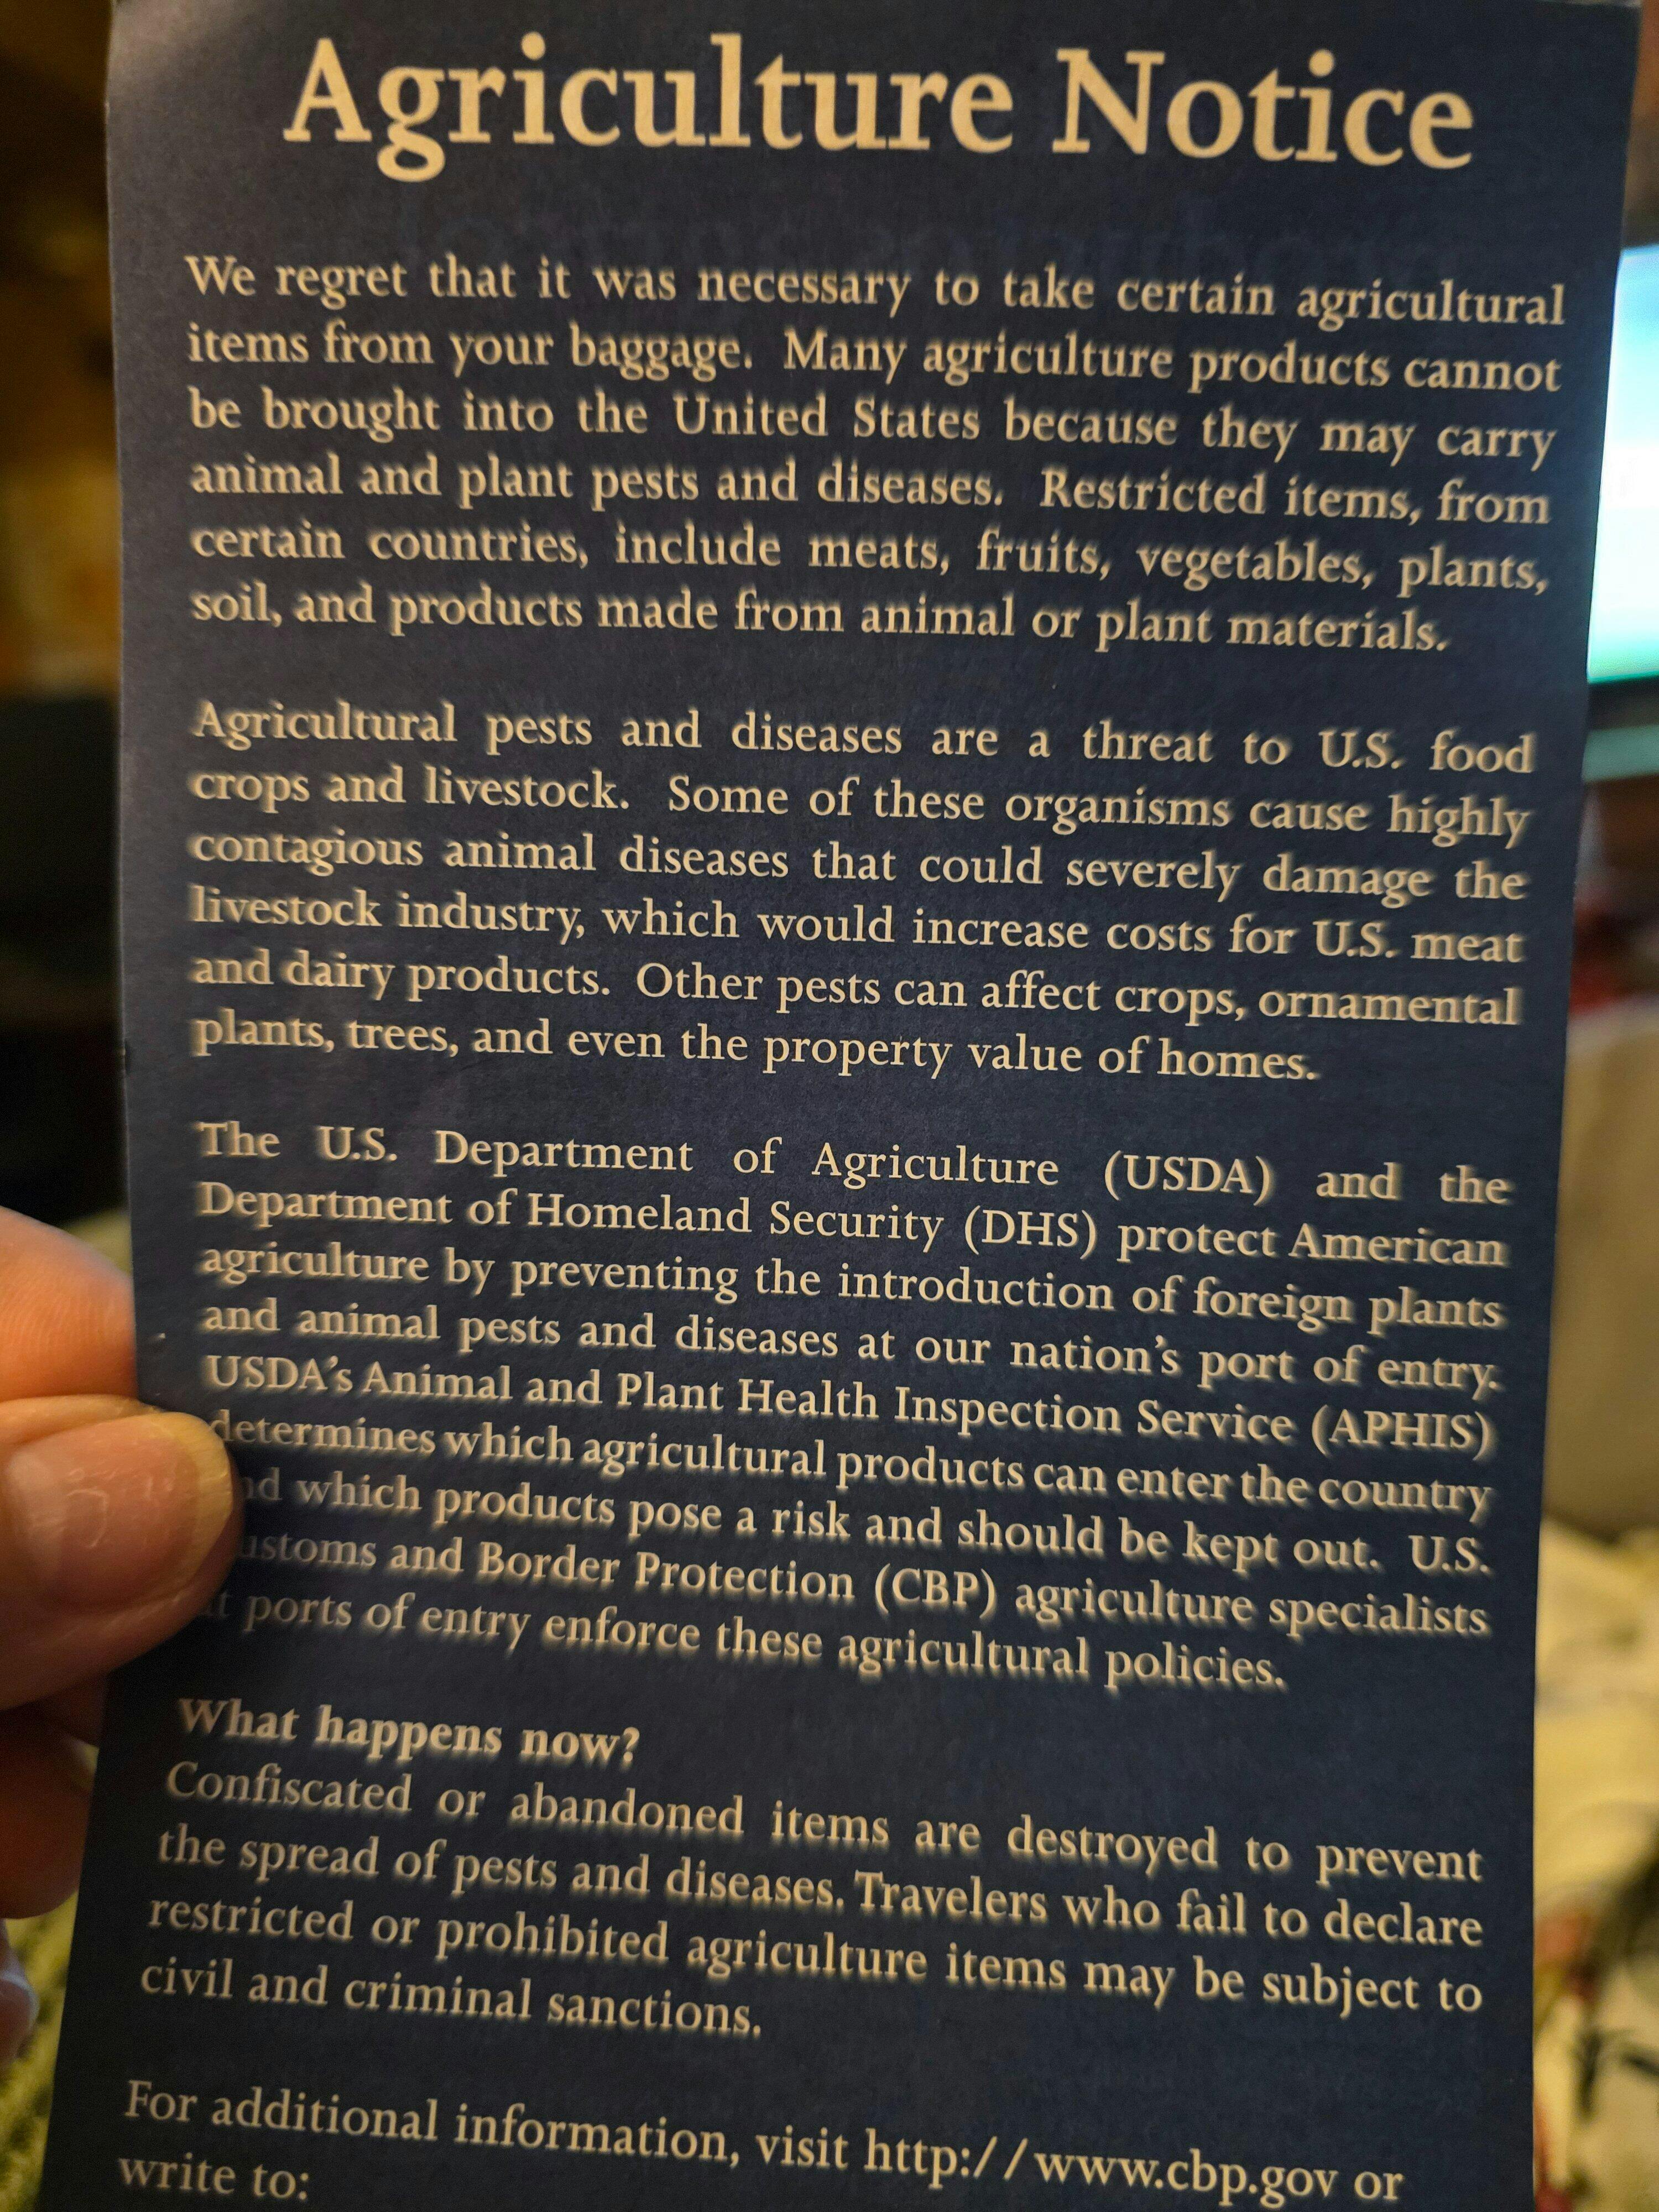 Agriculture Notice
We regret that it was necessary to take certain agricultural
items from your baggage. Many agriculture products cannot
be brought into the United States because they may carry
animal and plant pests and diseases. Restricted items, from
certain countries, include meats, fruits, vegetables, plants,
soil, and products made from animal or plant materials.
Agricultural pests and diseases are a threat to U.S. food
crops and livestock. Some of these organisms cause highly
contagious animal diseases that could severely damage the
livestock industry, which would increase costs for U.S. meat
and dairy products. Other pests can affect crops, ornamental
plants, trees, and even the property value of homes.
The U.S. Department of Agriculture (USDA) and the
Department of Homeland Security (DHS) protect American
agriculture by preventing the introduction of foreign plants
and animal pests and diseases at our nation's port of entry.
USDA's Animal and Plant Health Inspection Service (APHIS)
determines which agricultural products can enter the country
nd which products pose a risk and should be kept out. U.S.
ustoms and Border Protection (CBP) agriculture specialists
t ports of entry enforce these agricultural policies.
What happens now?
Confiscated or abandoned items are destroyed to prevent
the spread of pests and diseases. Travelers who fail to declare
restricted or prohibited agriculture items may be subject to
civil and criminal sanctions.
For additional information, visit http://www.cbp.gov or
write to: